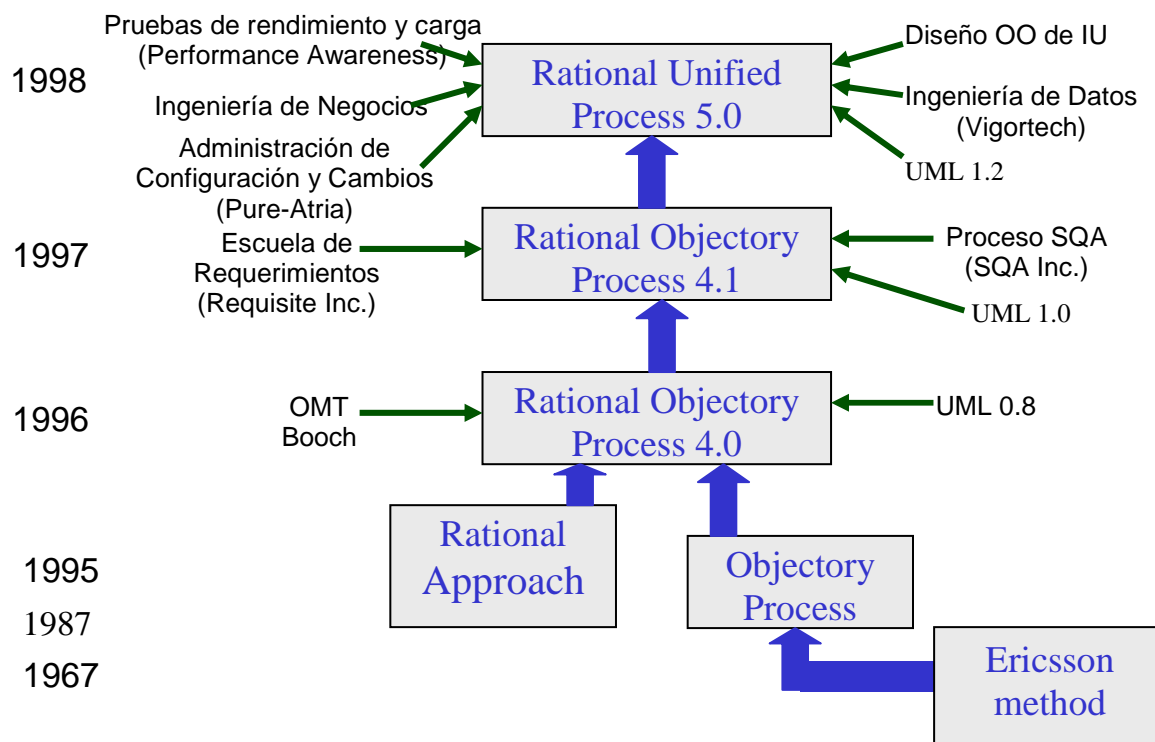 Pruebas de rendimiento y carga
(Performance Awareness)
Diseño OO de IU
1998
Rational Unified
Process 5.0
Ingeniería de Negocios
Ingeniería de Datos
(Vigortech)
Administración de
Configuración y Cambios
(Pure-Atria)
UML 1.2
1997
Escuela de
Requerimientos
(Requisite Inc.)
Rational Objectory
Process 4.1
Proceso SQA
(SQA Inc.)
UML 1.0
1996
OMT
Booch
Rational Objectory
Process 4.0
UML 0.8
Rational
Approach
1995
1987
1967
Objectory
Process
Ericsson
method